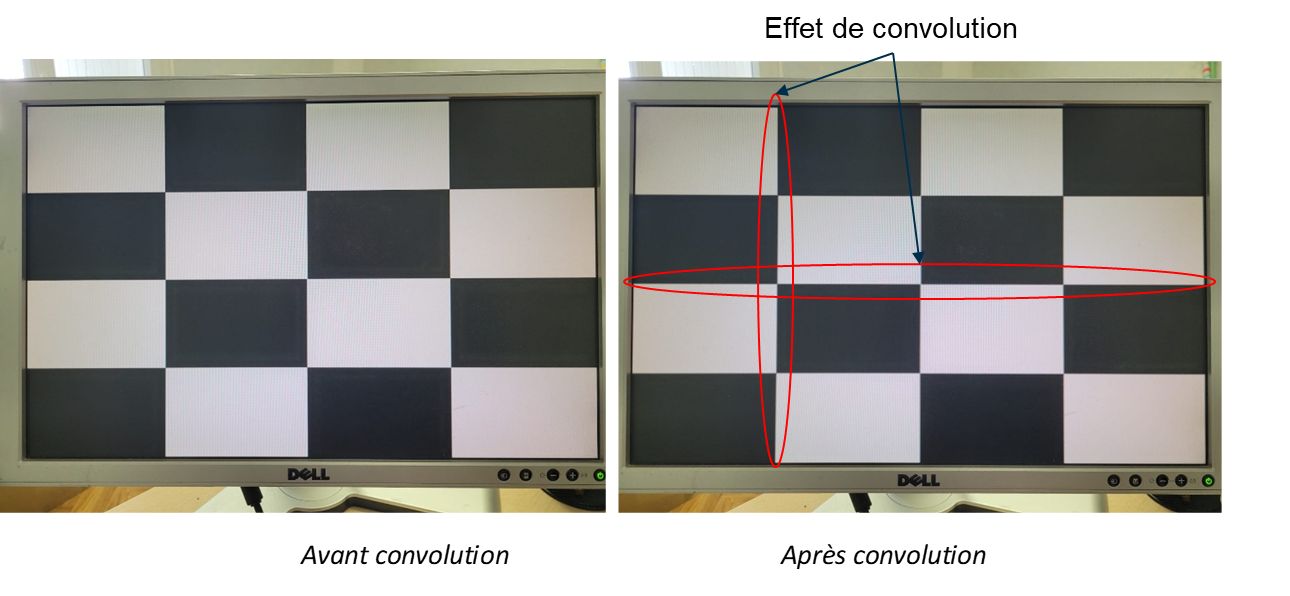 Effet de convolution
DELL
DELL
Avant convolution
Après convolution